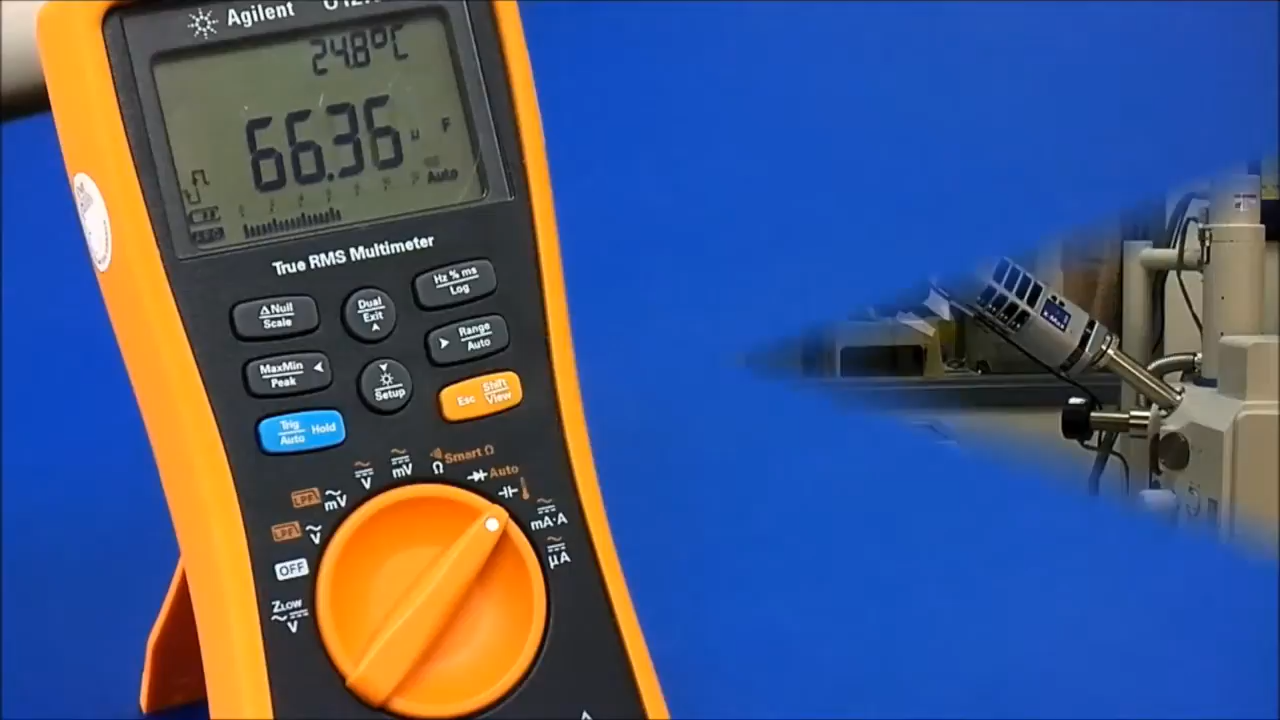 Agilent
24.8°C
66.36 µ F
Auto
True RMS Multimeter
Hz % ms
Log
ΔNull
Scale
Dual
Exit
Range
Auto
MaxMin
Peak
Setup
Esc Shift
View
Trig
Auto Hold
Smart Ω
Ω
mV
V
Auto
LPF mV
LPF V
mA·A
µA
OFF
ZLOW
V